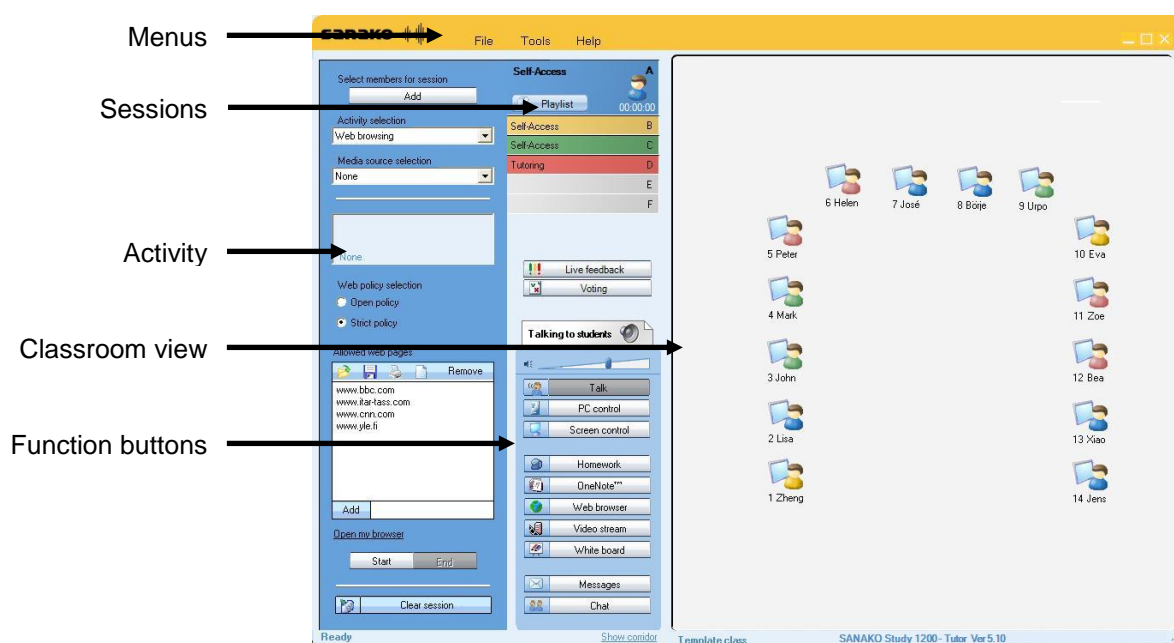 Menus
Sessions
Activity
Classroom view
Function buttons
sanako
File Tools Help
Select members for session
Add
Activity selection
Web browsing
Media source selection
None
None
Web policy selection
Open policy
Strict policy
Allowed web pages
Remove
www.bbc.com
www.itar-tass.com
www.cnn.com
www.yle.fi
Add
Open my browser
Start End
Clear session
Ready
Self-Access A
Playlist 00:00:00
Self-Access B
Self-Access C
Tutoring D
E
F
Live feedback
Voting
Talking to students
Talk
PC control
Screen control
Homework
OneNote™
Web browser
Video stream
White board
Messages
Chat
Show corridor
6 Helen 7 José 8 Börje 9 Urpo
5 Peter 10 Eva
4 Mark 11 Zoe
3 John 12 Bea
2 Lisa 13 Xiao
1 Zheng 14 Jens
Template class SANAKO Study 1200 - Tutor Ver 5.10